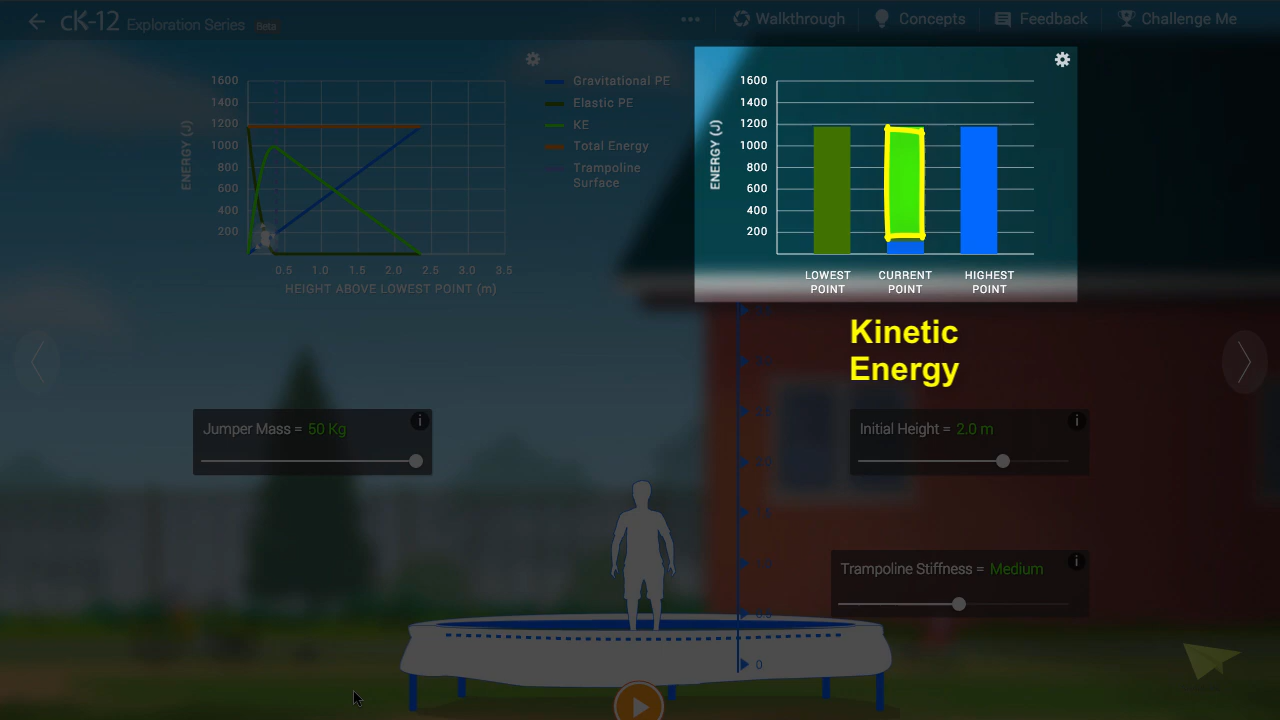 cK-12 Exploration Series Beta
Walkthrough
Concepts
Feedback
Challenge Me
ENERGY (J)
1600
1400
1200
1000
800
600
400
200
0.5 1.0 1.5 2.0 2.5 3.0 3.5
HEIGHT ABOVE LOWEST POINT (m)
Gravitational PE
Elastic PE
KE
Total Energy
Trampoline
Surface
ENERGY (J)
1600
1400
1200
1000
800
600
400
200
LOWEST
POINT
CURRENT
POINT
HIGHEST
POINT
Kinetic
Energy
Jumper Mass = 50 Kg
i
Initial Height = 2.0 m
i
Trampoline Stiffness = Medium
i
0